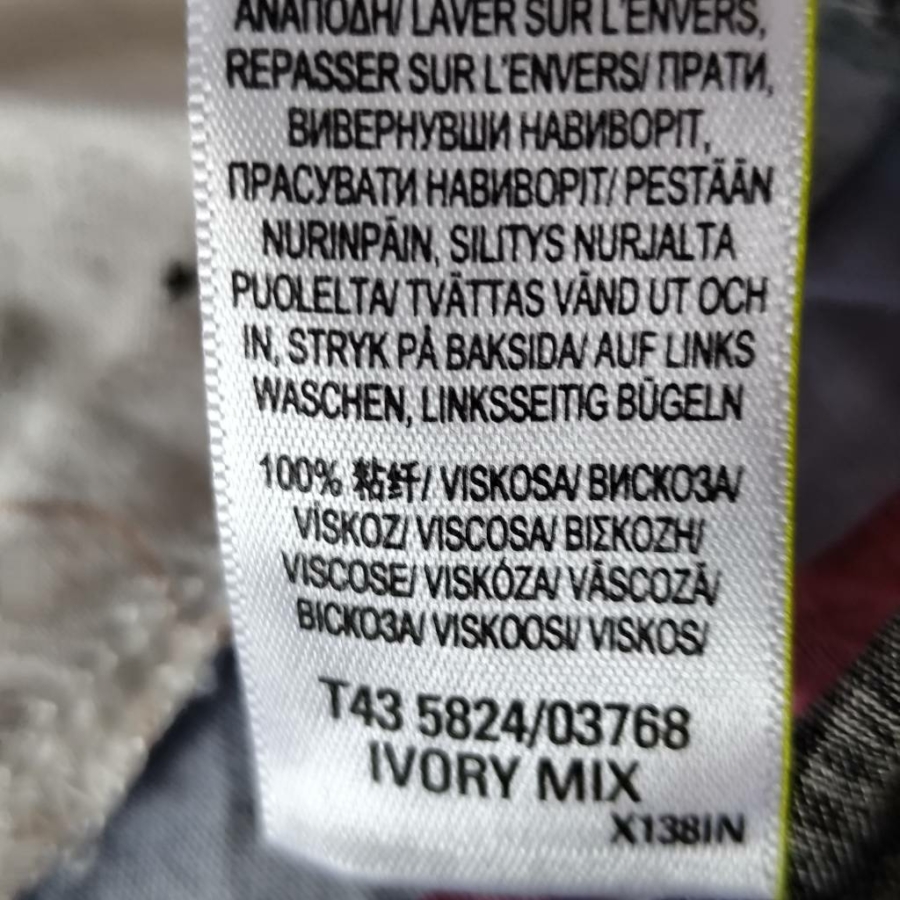 ΑΝΑΠΟΔΗ/ LAVER SUR L'ENVERS,
REPASSER SUR L'ENVERS/ ПРАТИ,
ВИВЕРНУВШИ НАВИВОРІТ,
ПРАСУВАТИ НАВИВОРІТ/ PESTÄÄN
NURINPÄIN, SILITYS NURJALTA
PUOLELTA/ TVÄTTAS VÄND UT OCH
IN, STRYK PÅ BAKSIDA/ AUF LINKS
WASCHEN, LINKSSEITIG BÜGELN
100% 粘纤/ VISKOSA/ ВИСКОЗА/
VİSKOZ/ VISCOSA/ ΒΙΣΚΟΖΗ/
VISCOSE/ VISKÓZA/ VÂSCOZĂ/
ВІСКОЗА/ VISKOOSI/ VISKOS/
T43 5824/03768
IVORY MIX
X138IN